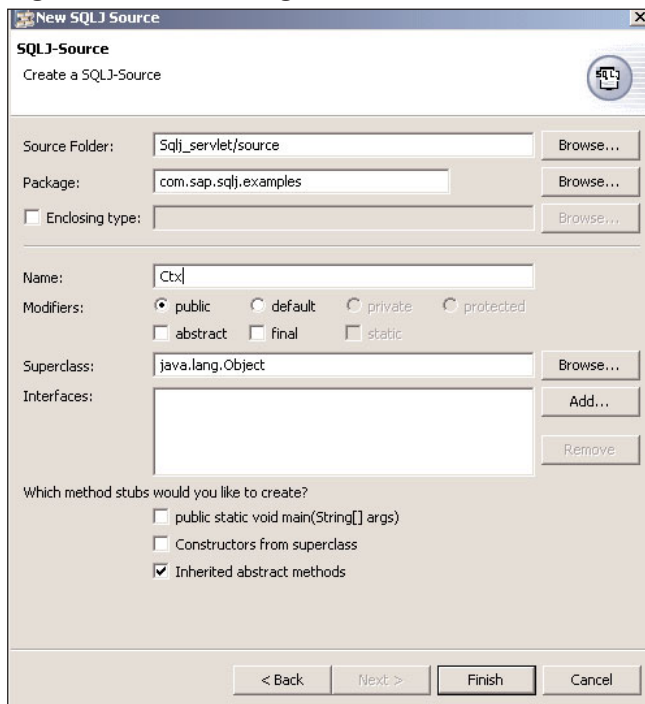 New SQLJ Source
SQLJ-Source
Create a SQLJ-Source
SQLJ
Source Folder: Sqlj_servlet/source Browse...
Package: com.sap.sqlj.examples Browse...
Enclosing type: Browse...
Name: Ctx
Modifiers: public default private protected
abstract final static
Superclass: java.lang.Object Browse...
Interfaces: Add...
Remove
Which method stubs would you like to create?
public static void main(String[] args)
Constructors from superclass
Inherited abstract methods
< Back Next > Finish Cancel